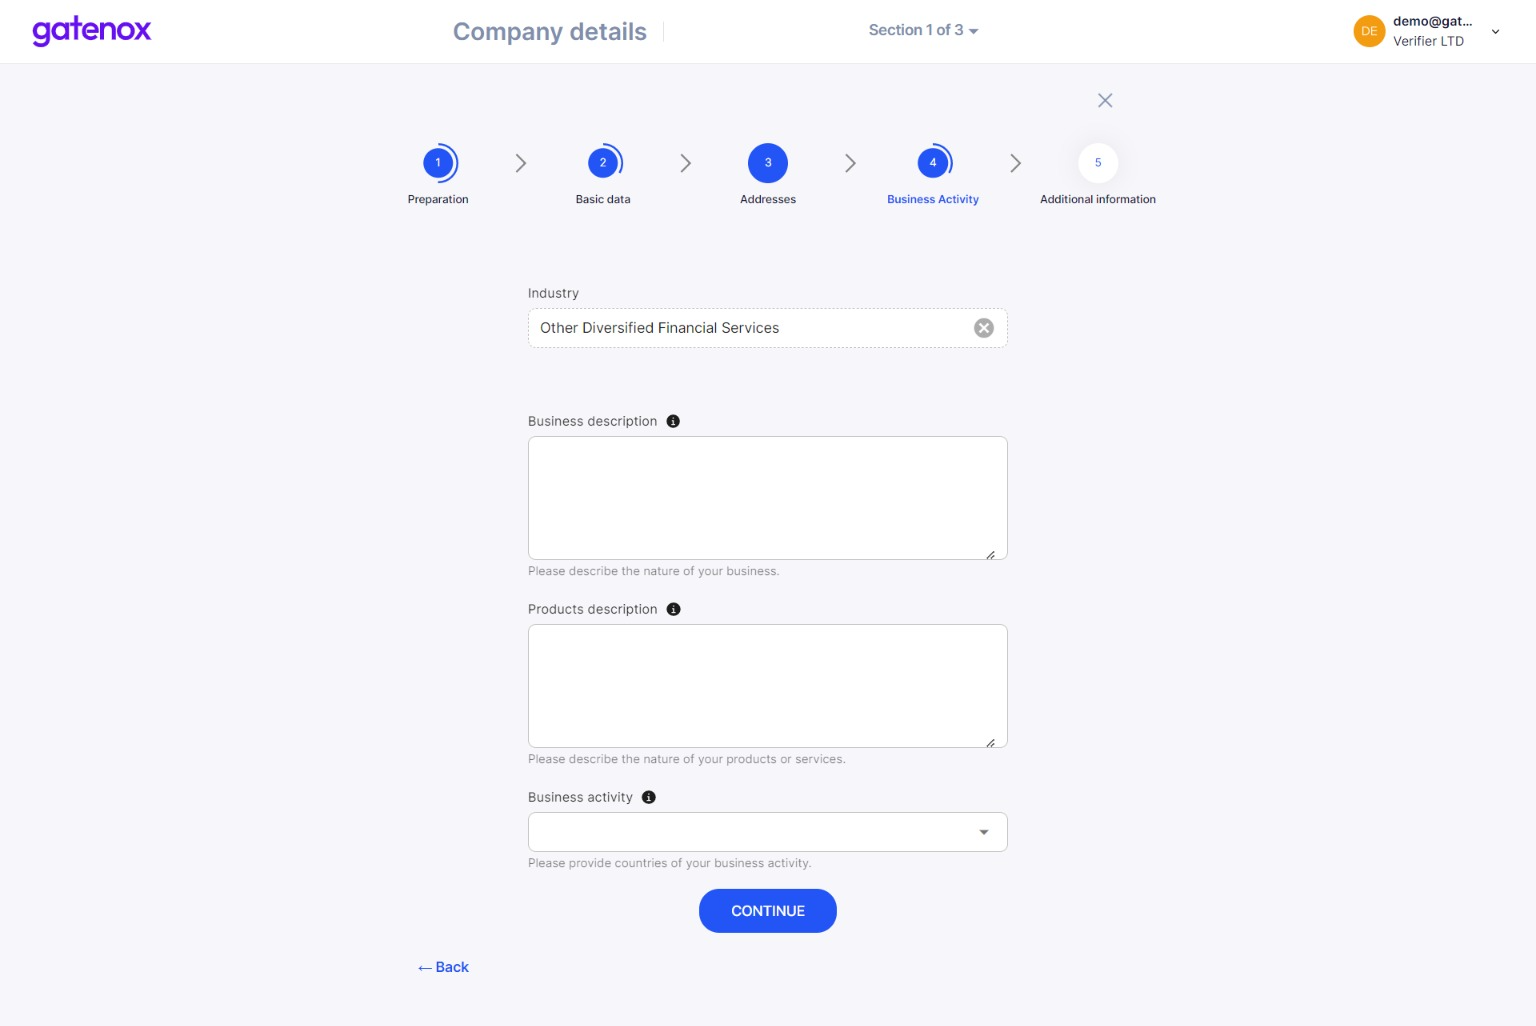 gatenox
Company details
Section 1 of 3
DE
demo@gat...
Verifier LTD
1
2
3
4
5
Preparation
Basic data
Addresses
Business Activity
Additional information
Industry
Other Diversified Financial Services
Business description
Please describe the nature of your business.
Products description
Please describe the nature of your products or services.
Business activity
Please provide countries of your business activity.
CONTINUE
← Back